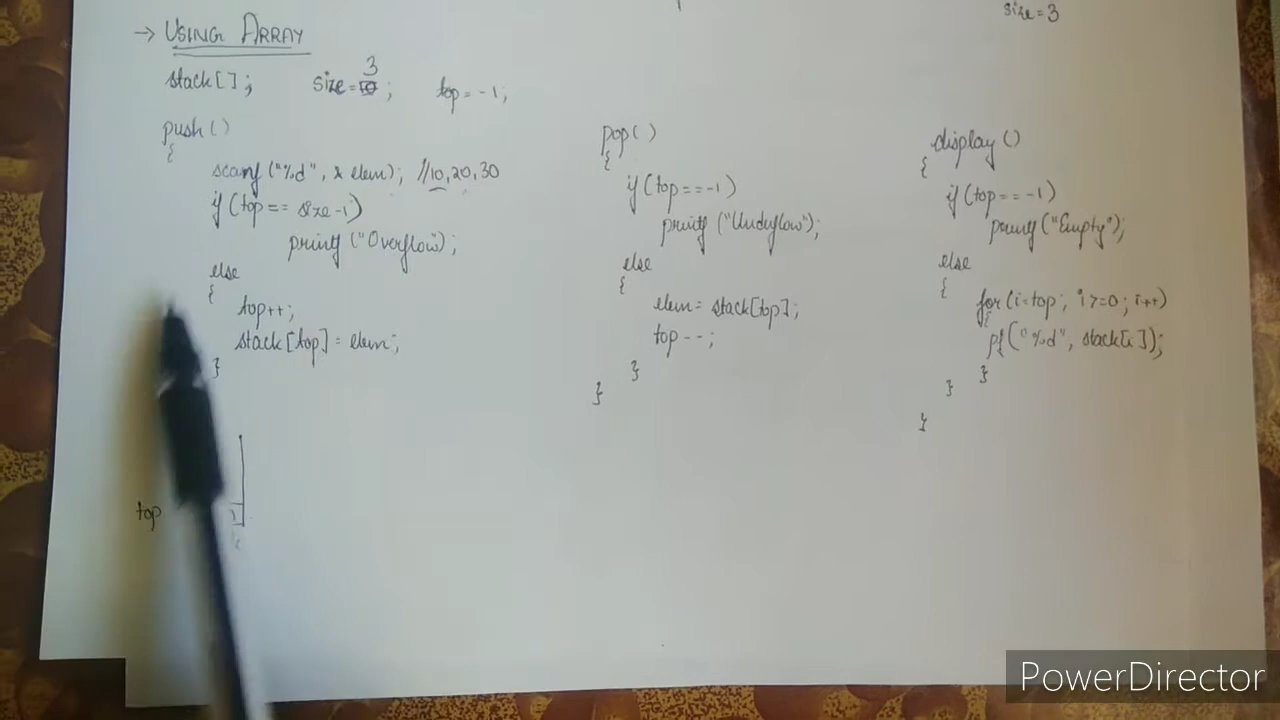 size=3
→ USING ARRAY
stack[]; size=3; top=-1;
push()
{
scanf("%d", & elem); //10,20,30
if(top== size-1)
printf("Overflow");
else
{
top++;
stack[top]=elem;
}
top
pop()
{
if(top==-1)
printf("Underflow");
else
{
elem= stack[top];
top--;
}
}
display()
{
if(top==-1)
printf("Empty");
else
{
for(i=top; i>=0; i++)
{
pf("%d", stack[i]);
}
}
}
PowerDirector